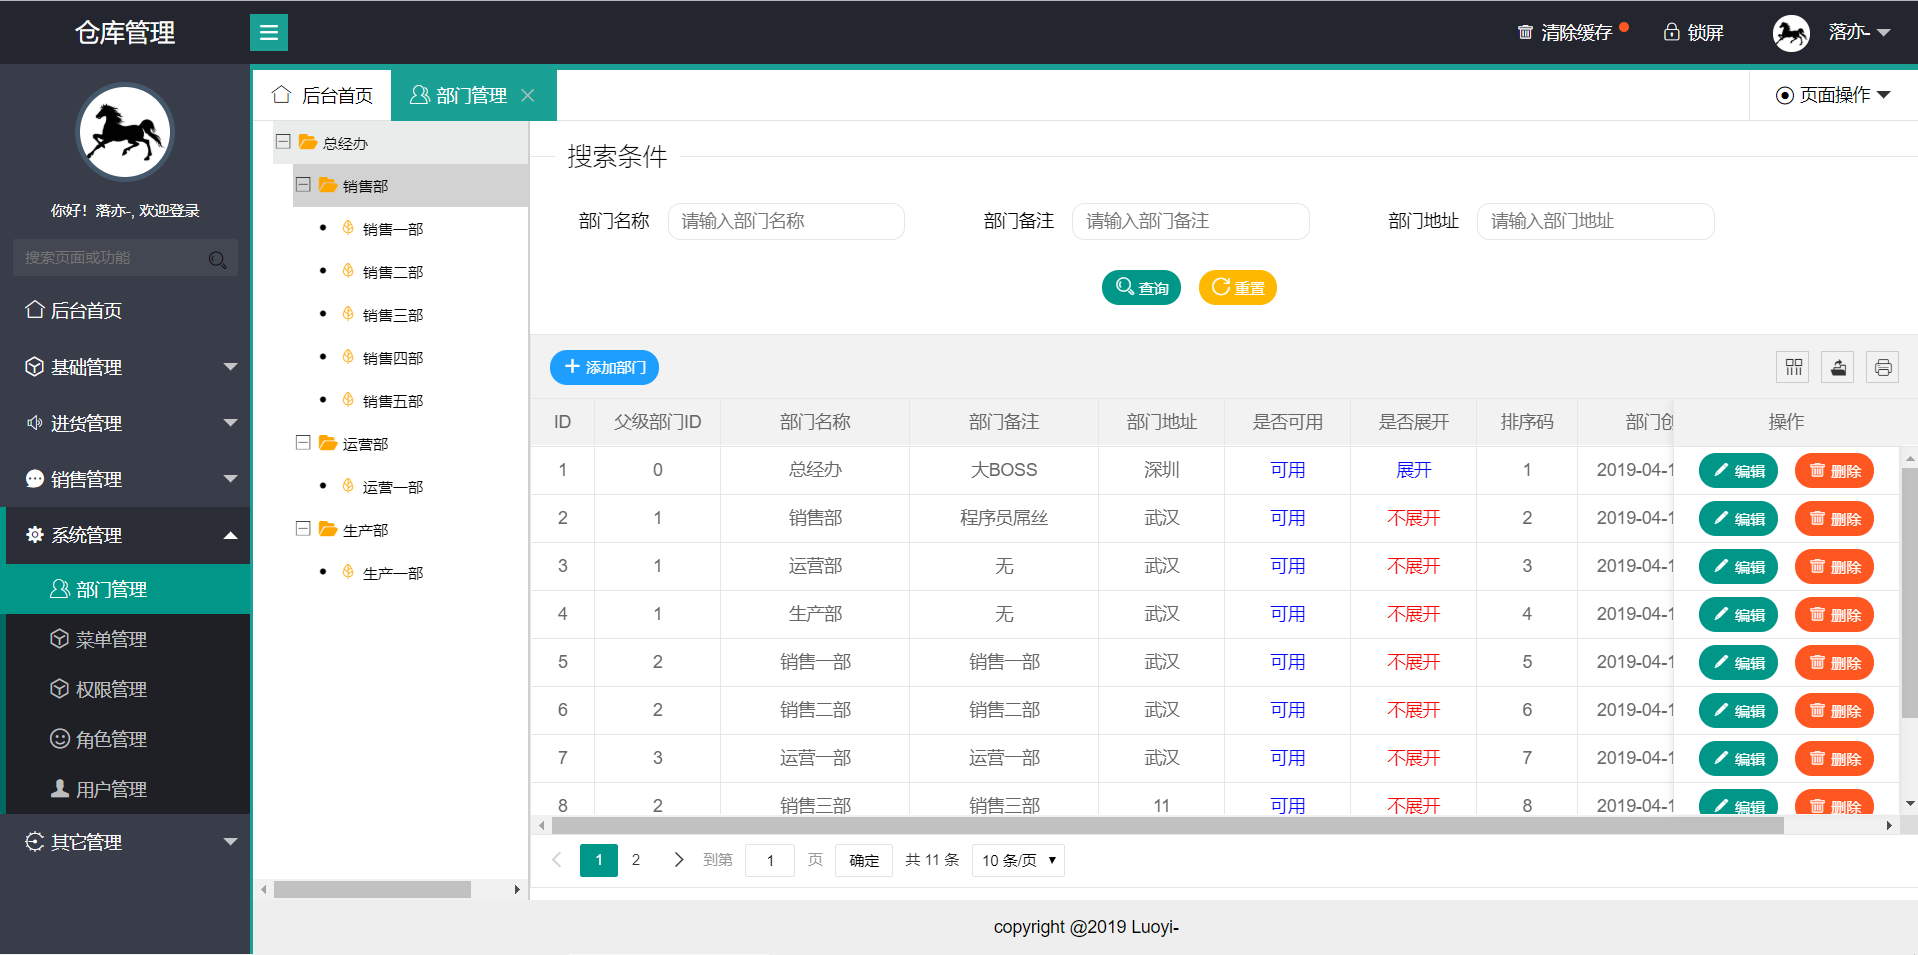 仓库管理
清除缓存
锁屏
落亦-
你好！落亦-, 欢迎登录
搜索页面或功能
后台首页
基础管理
进货管理
销售管理
系统管理
部门管理
菜单管理
权限管理
角色管理
用户管理
其它管理
后台首页 部门管理 页面操作
总经办
销售部
销售一部
销售二部
销售三部
销售四部
销售五部
运营部
运营一部
生产部
生产一部
搜索条件
部门名称 请输入部门名称 部门备注 请输入部门备注 部门地址 请输入部门地址
查询 重置
添加部门
ID 父级部门ID 部门名称 部门备注 部门地址 是否可用 是否展开 排序码 部门创 操作
1 0 总经办 大BOSS 深圳 可用 展开 1 2019-04-1 编辑 删除
2 1 销售部 程序员屌丝 武汉 可用 不展开 2 2019-04-1 编辑 删除
3 1 运营部 无 武汉 可用 不展开 3 2019-04-1 编辑 删除
4 1 生产部 无 武汉 可用 不展开 4 2019-04-1 编辑 删除
5 2 销售一部 销售一部 武汉 可用 不展开 5 2019-04-1 编辑 删除
6 2 销售二部 销售二部 武汉 可用 不展开 6 2019-04-1 编辑 删除
7 3 运营一部 运营一部 武汉 可用 不展开 7 2019-04-1 编辑 删除
8 2 销售三部 销售三部 11 可用 不展开 8 2019-04-1 编辑 删除
1 2 到第 1 页 确定 共 11 条 10 条/页
copyright @2019 Luoyi-